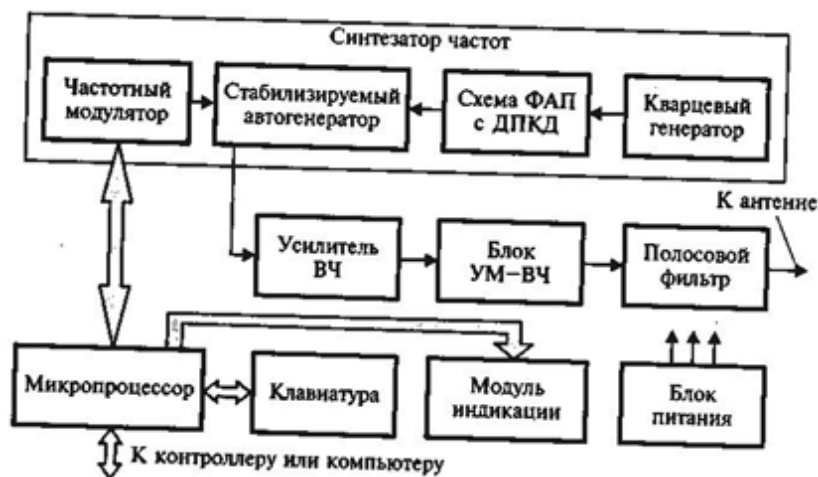 Синтезатор частот
Частотный
модулятор
Стабилизируемый
автогенератор
Схема ФАП
с ДПКД
Кварцевый
генератор
К антенне
Усилитель
ВЧ
Блок
УМ−ВЧ
Полосовой
фильтр
Микропроцессор
Клавиатура
Модуль
индикации
Блок
питания
К контроллеру или компьютеру